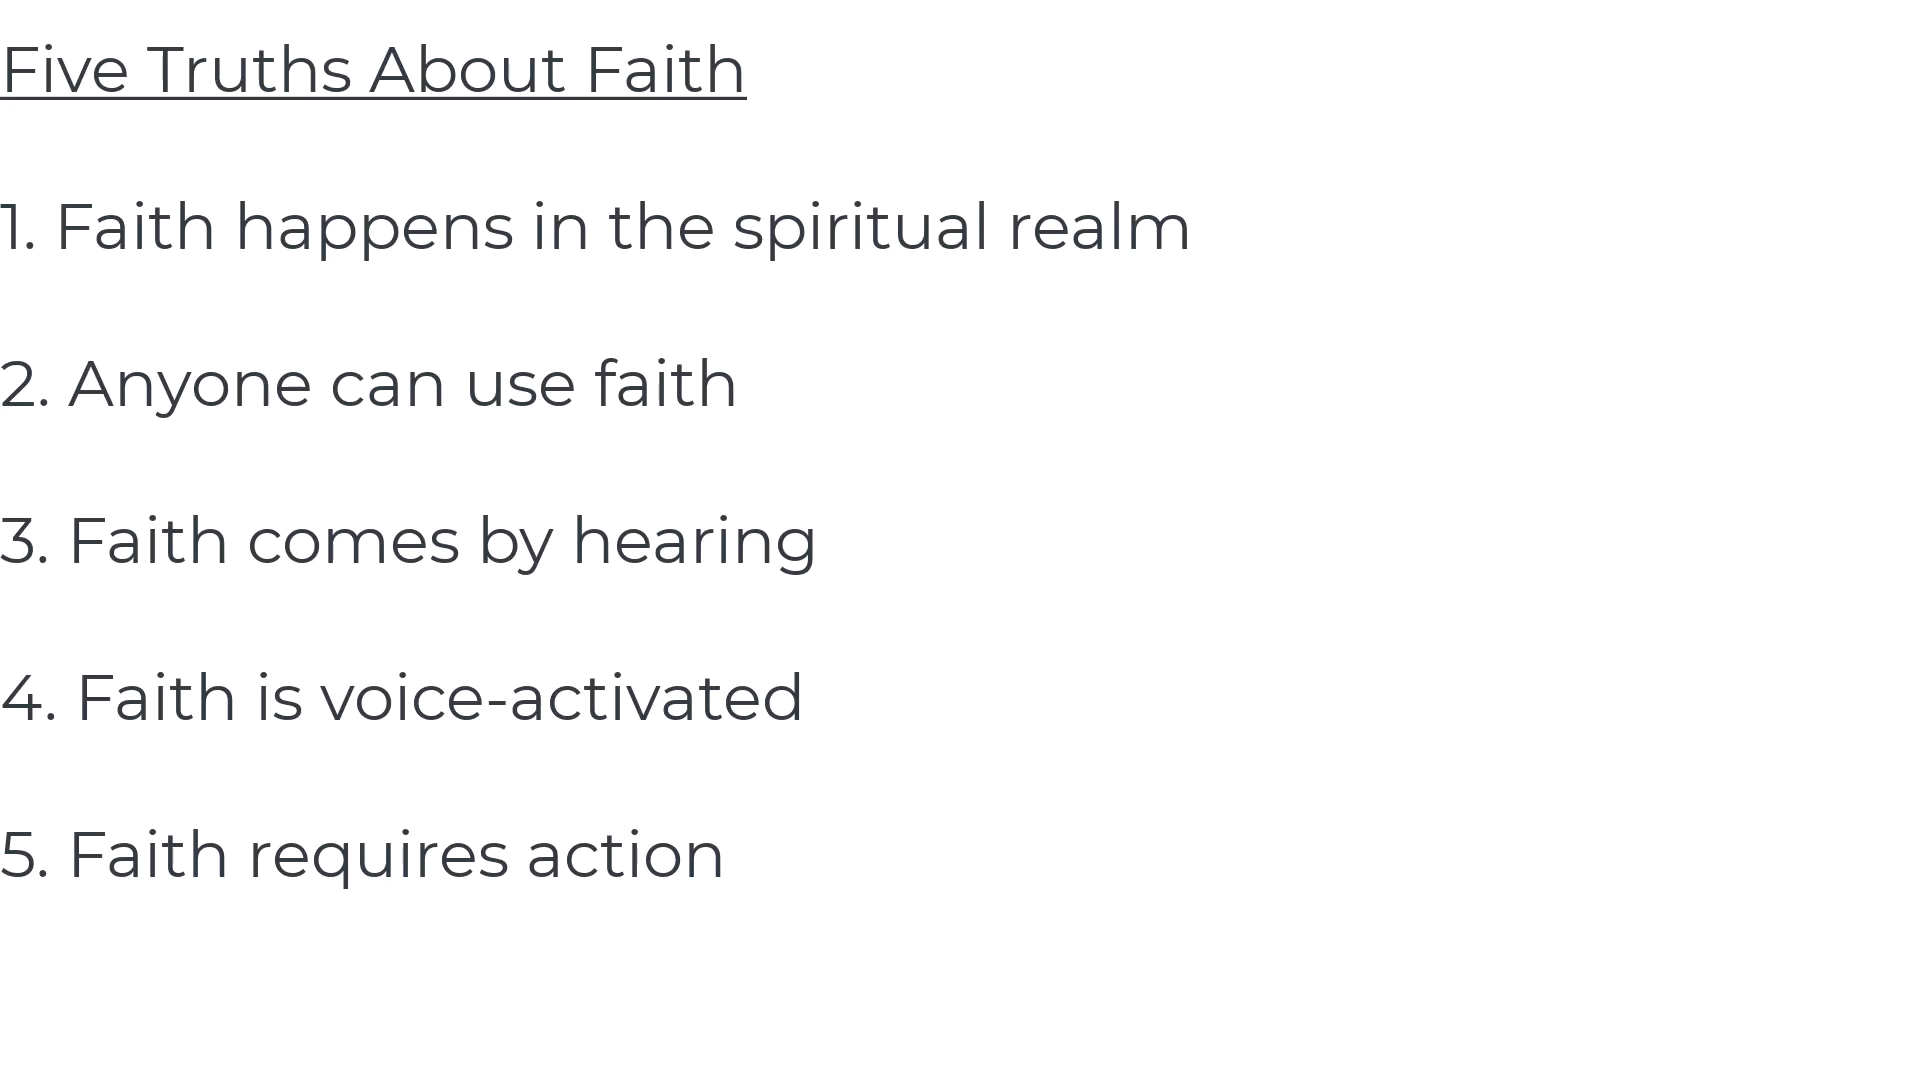 Five Truths About Faith
1. Faith happens in the spiritual realm
2. Anyone can use faith
3. Faith comes by hearing
4. Faith is voice-activated
5. Faith requires action